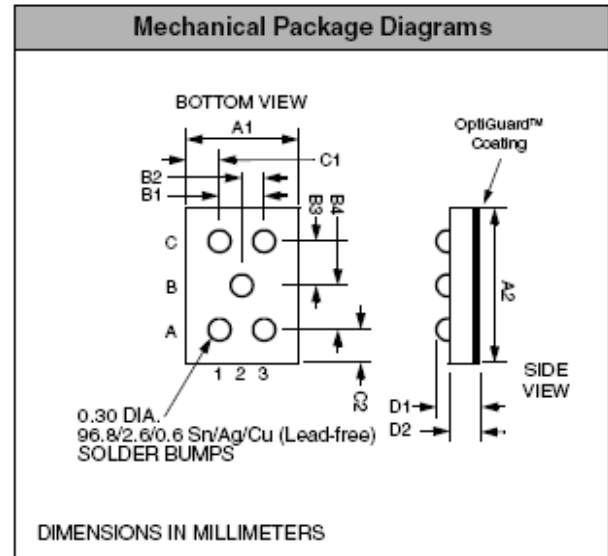 Mechanical Package Diagrams
BOTTOM VIEW
A1
OptiGuard™
Coating
C1
B2
B1
B3
B4
C
B
A
1 2 3
C2
A2
SIDE
VIEW
D1
D2
0.30 DIA.
96.8/2.6/0.6 Sn/Ag/Cu (Lead-free)
SOLDER BUMPS
DIMENSIONS IN MILLIMETERS